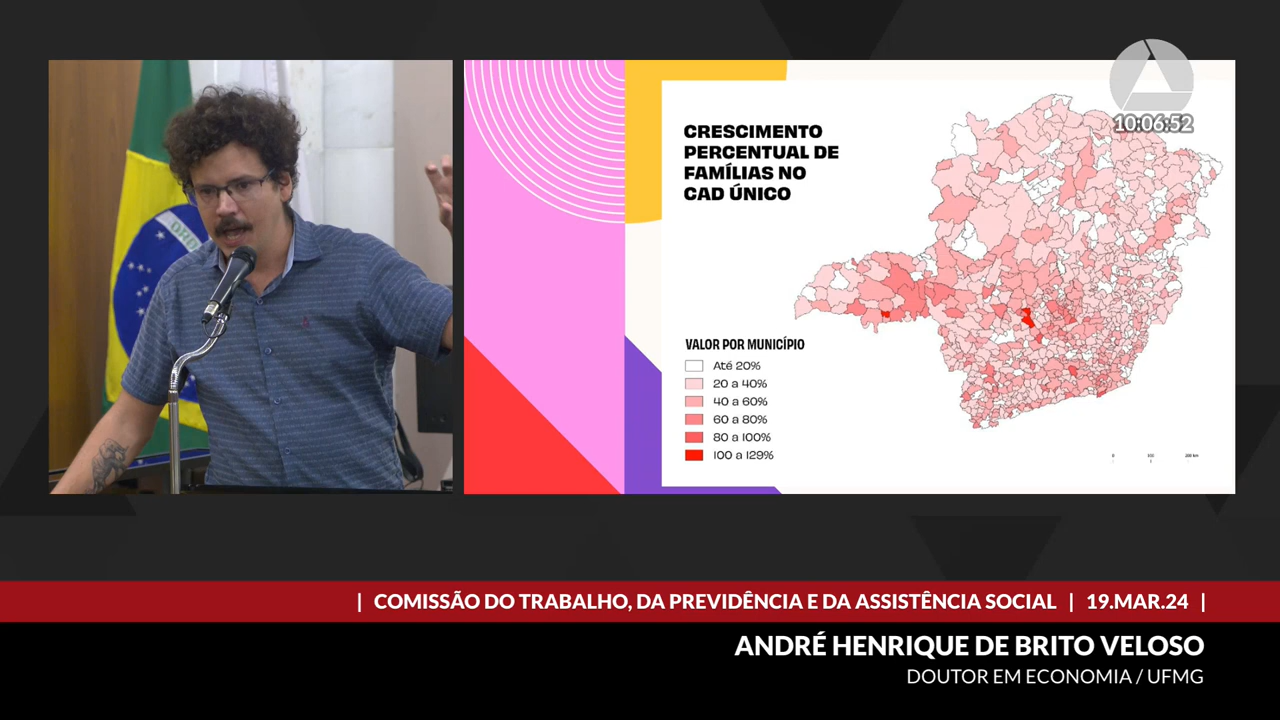 10:06:52
CRESCIMENTO
PERCENTUAL DE
FAMÍLIAS NO
CAD ÚNICO
VALOR POR MUNICÍPIO
Até 20%
20 a 40%
40 a 60%
60 a 80%
80 a 100%
100 a 129%
| COMISSÃO DO TRABALHO, DA PREVIDÊNCIA E DA ASSISTÊNCIA SOCIAL | 19.MAR.24 |
ANDRÉ HENRIQUE DE BRITO VELOSO
DOUTOR EM ECONOMIA / UFMG